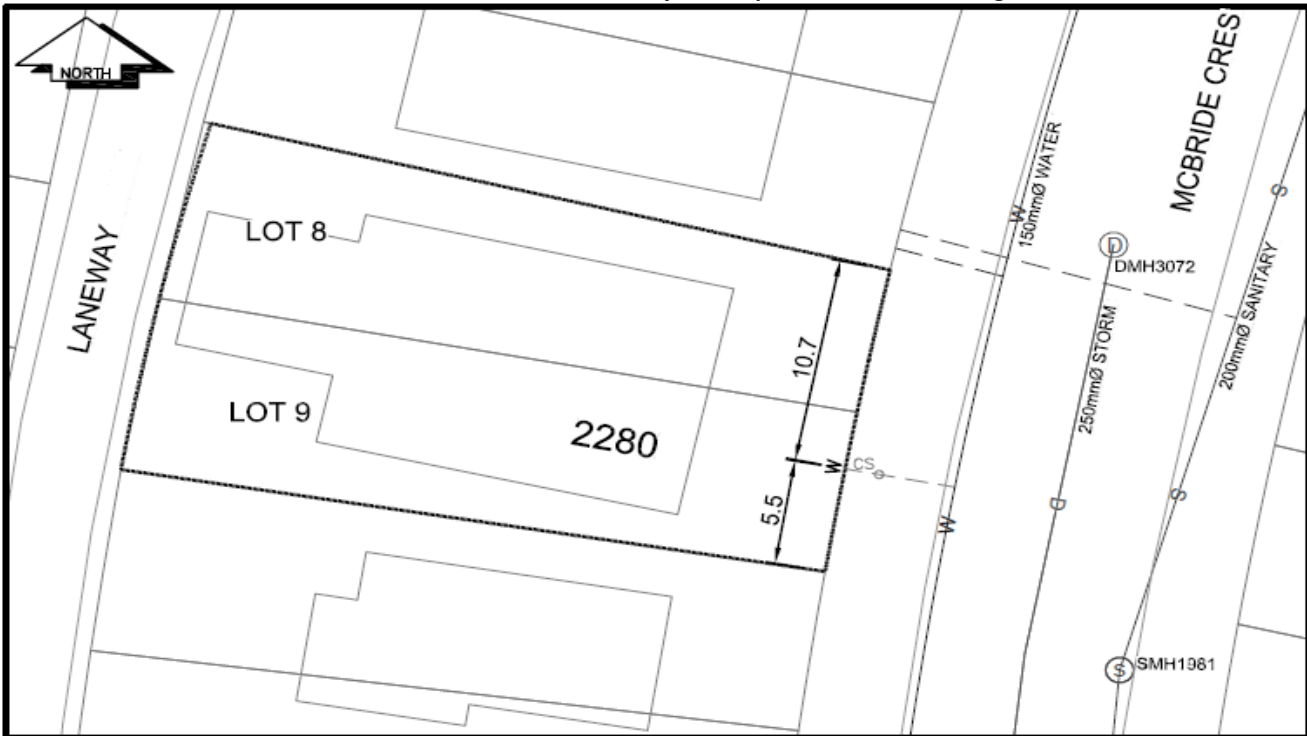 NORTH
MCBRIDE CRES
150mmØ WATER
W
S
D
DMH3072
LOT 8
LANEWAY
200mmØ SANITARY
250mmØ STORM
10.7
LOT 9
2280
W
CS
5.5
S
D
W
S
SMH1981